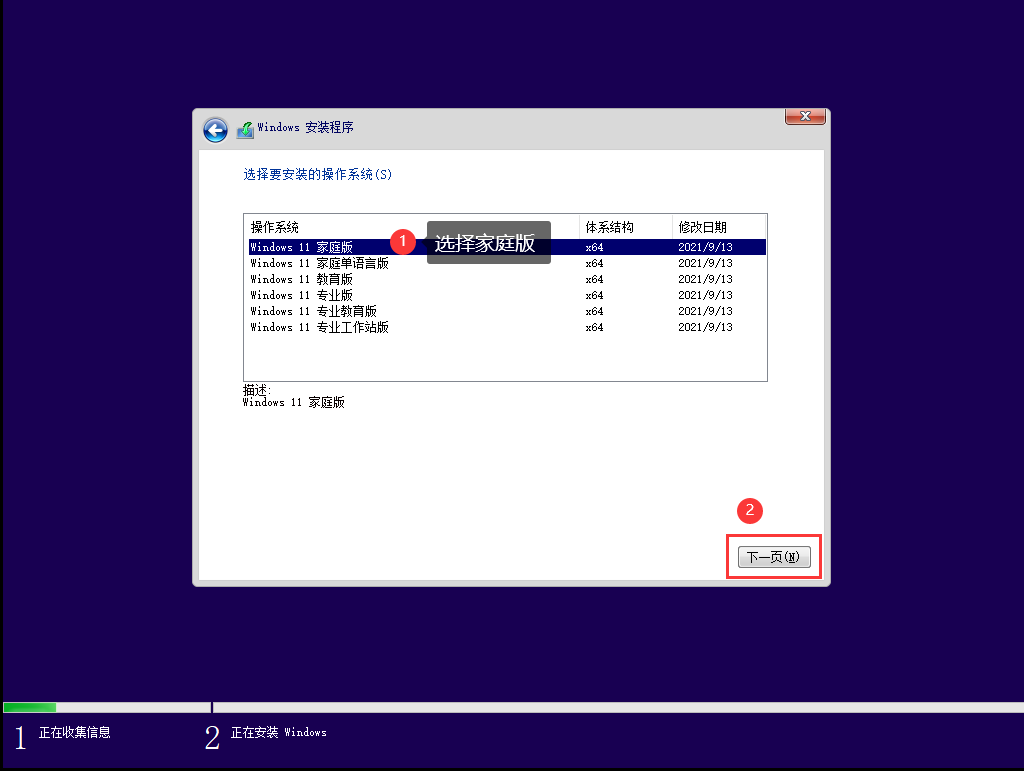 Windows 安装程序
选择要安装的操作系统(S)
操作系统 体系结构 修改日期
Windows 11 家庭版 x64 2021/9/13
1 选择家庭版
Windows 11 家庭单语言版 x64 2021/9/13
Windows 11 教育版 x64 2021/9/13
Windows 11 专业版 x64 2021/9/13
Windows 11 专业教育版 x64 2021/9/13
Windows 11 专业工作站版 x64 2021/9/13
描述:
Windows 11 家庭版
2
下一页(N)
1 正在收集信息 2 正在安装 Windows